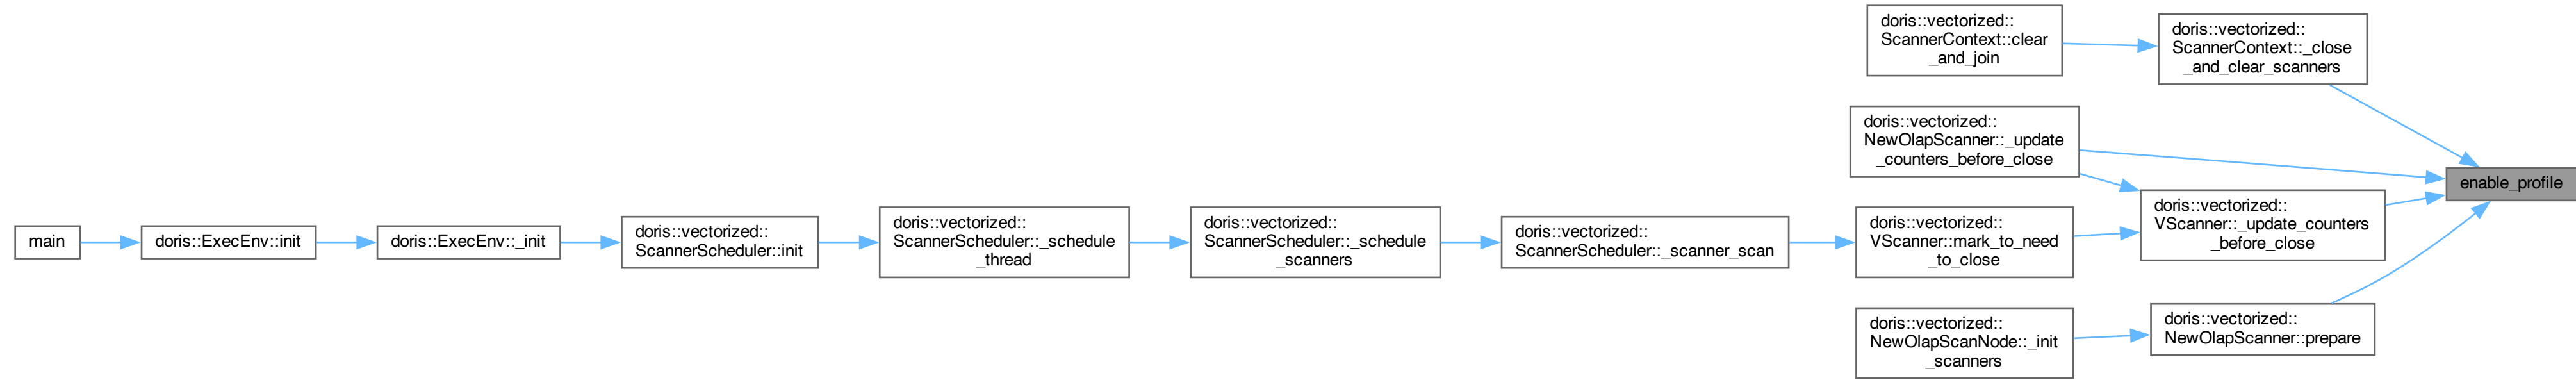 main
doris::ExecEnv::init
doris::ExecEnv::_init
doris::vectorized::
ScannerScheduler::init
doris::vectorized::
ScannerScheduler::_schedule
_thread
doris::vectorized::
ScannerScheduler::_schedule
_scanners
doris::vectorized::
ScannerScheduler::_scanner_scan
doris::vectorized::
ScannerContext::clear
_and_join
doris::vectorized::
NewOlapScanner::_update
_counters_before_close
doris::vectorized::
VScanner::mark_to_need
_to_close
doris::vectorized::
NewOlapScanNode::_init
_scanners
doris::vectorized::
ScannerContext::_close
_and_clear_scanners
doris::vectorized::
VScanner::_update_counters
_before_close
doris::vectorized::
NewOlapScanner::prepare
enable_profile